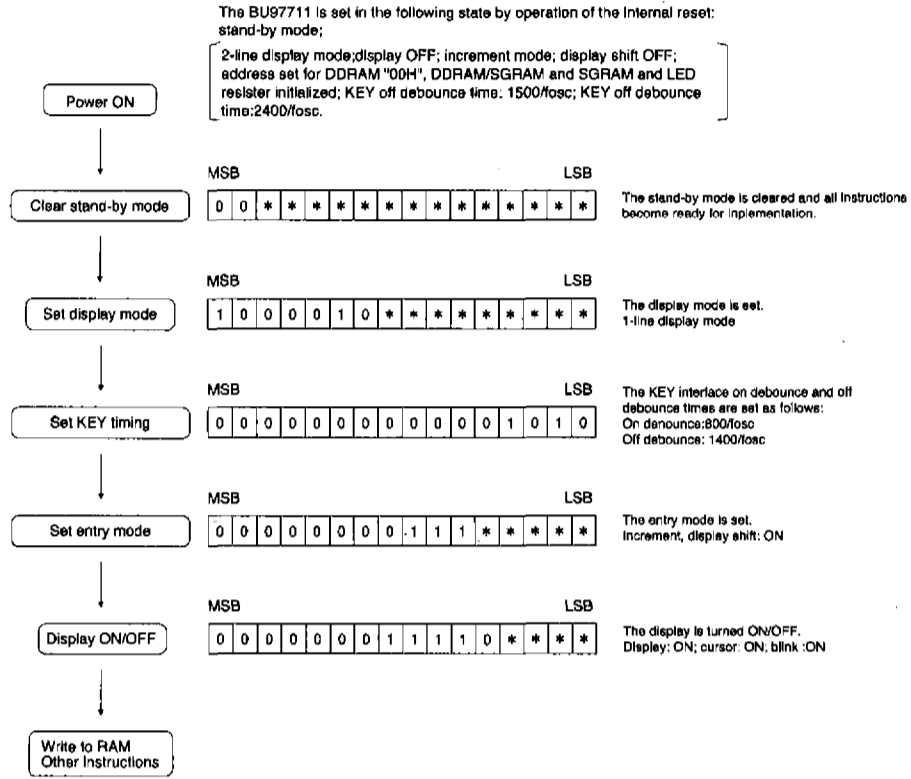 The BU97711 is set in the following state by operation of the internal reset:
stand-by mode;
2-line display mode;display OFF; increment mode; display shift OFF;
address set for DDRAM "00H", DDRAM/SGRAM and SGRAM and LED
resister initialized; KEY off debounce time: 1500/fosc; KEY off debounce
time:2400/fosc.
Power ON
MSB LSB
Clear stand-by mode
0 0 * * * * * * * * * * * * * *
The stand-by mode is cleared and all instructions
become ready for inplementation.
MSB LSB
Set display mode
1 0 0 0 0 1 0 * * * * * * * * *
The display mode is set.
1-line display mode
MSB LSB
Set KEY timing
0 0 0 0 0 0 0 0 0 0 0 0 1 0 1 0
The KEY interlace on debounce and off
debounce times are set as follows:
On denounce:800/fosc
Off debounce: 1400/fosc
MSB LSB
Set entry mode
0 0 0 0 0 0 0 0 1 1 1 * * * * *
The entry mode is set.
Increment, display shift: ON
MSB LSB
Display ON/OFF
0 0 0 0 0 0 0 1 1 1 1 0 * * * *
The display is turned ON/OFF.
Display: ON; cursor: ON; blink :ON
Write to RAM
Other Instructions